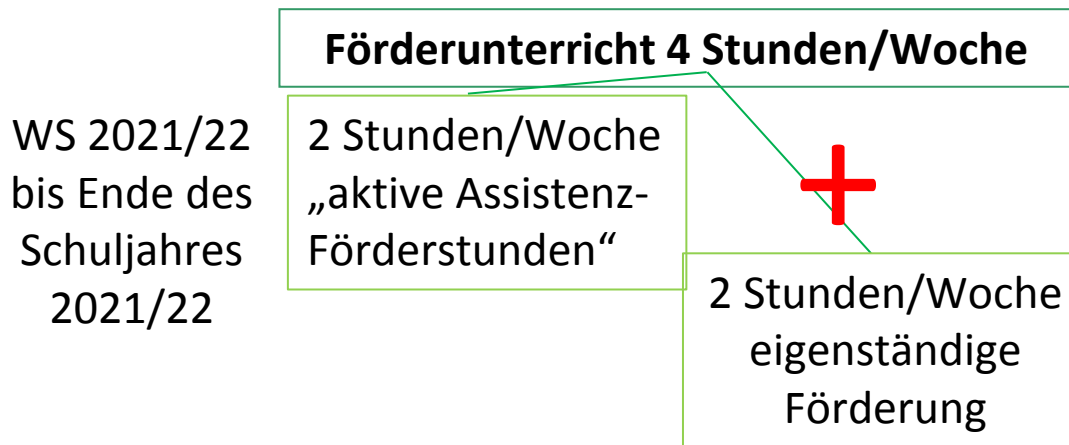 Förderunterricht 4 Stunden/Woche
WS 2021/22
bis Ende des
Schuljahres
2021/22
2 Stunden/Woche
„aktive Assistenz-
Förderstunden“
2 Stunden/Woche
eigenständige
Förderung